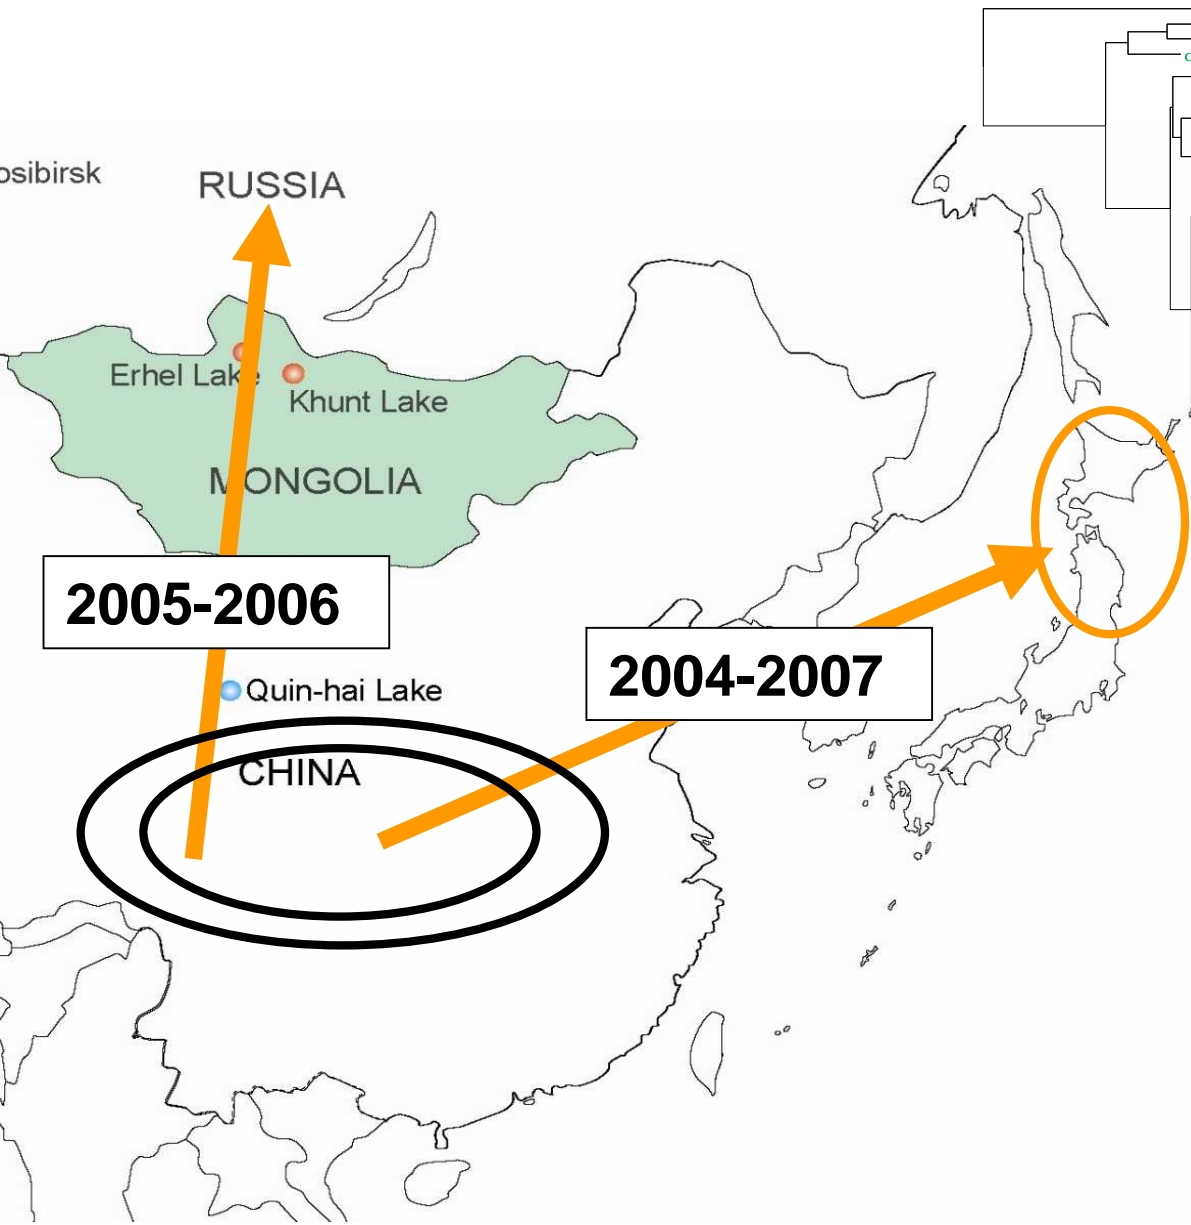 osibirsk
RUSSIA
Erhel Lake
Khunt Lake
MONGOLIA
2005-2006
2004-2007
Quin-hai Lake
CHINA